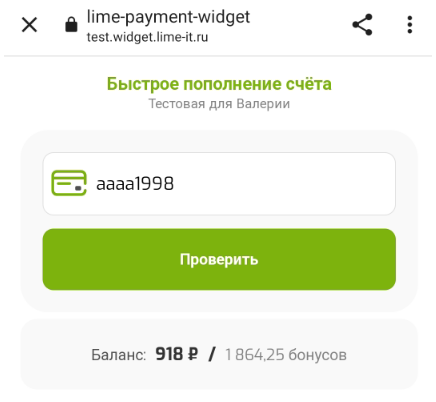 lime-payment-widget
test.widget.lime-it.ru
Быстрое пополнение счёта
Тестовая для Валерии
aaaa1998
Проверить
Баланс: 918 ₽ / 1 864,25 бонусов